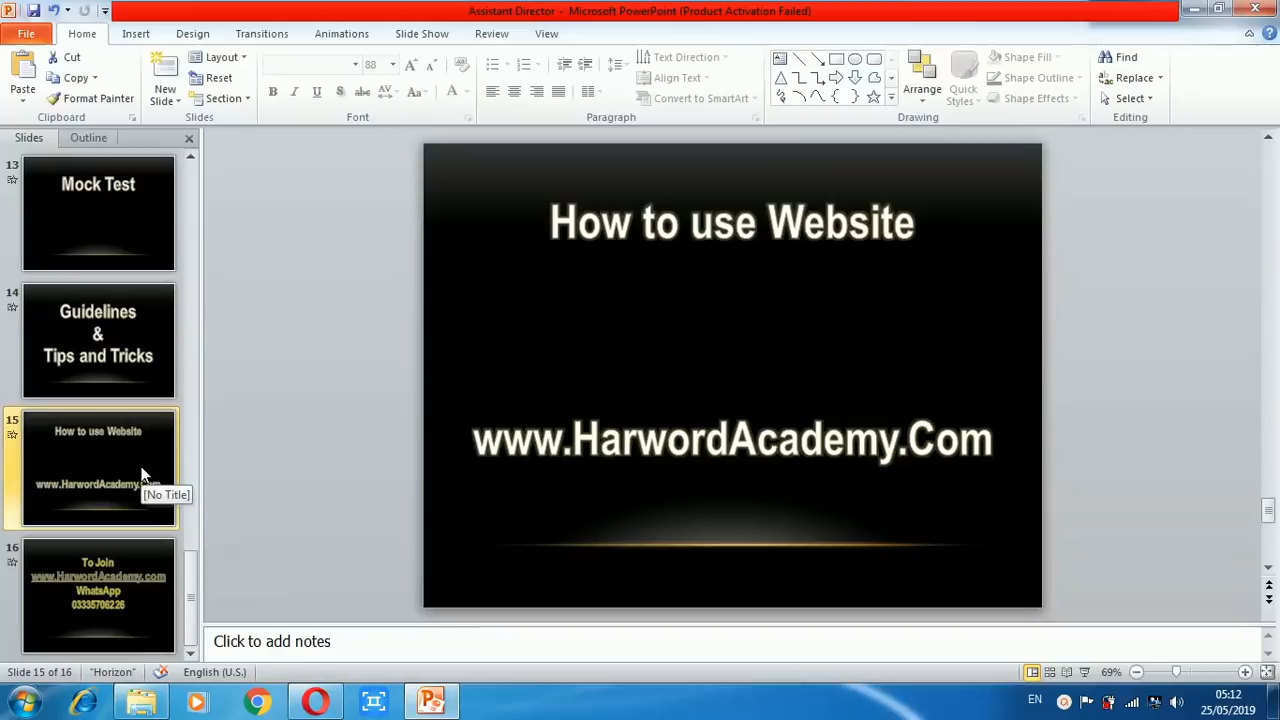 Assistant Director - Microsoft PowerPoint (Product Activation Failed)
File Home Insert Design Transitions Animations Slide Show Review View
Paste
Cut
Copy
Format Painter
Clipboard
New Slide
Layout
Reset
Section
Slides
88
Font
Text Direction
Align Text
Convert to SmartArt
Paragraph
Arrange
Quick Styles
Shape Fill
Shape Outline
Shape Effects
Drawing
Find
Replace
Select
Editing
Slides Outline
13
Mock Test
14
Guidelines
&
Tips and Tricks
15
How to use Website
www.HarwordAcademy.
[No Title]
16
To Join
www.HarwordAcademy.com
WhatsApp
03335706226
How to use Website
www.HarwordAcademy.Com
Click to add notes
Slide 15 of 16 "Horizon" English (U.S.) 69%
EN
05:12
25/05/2019